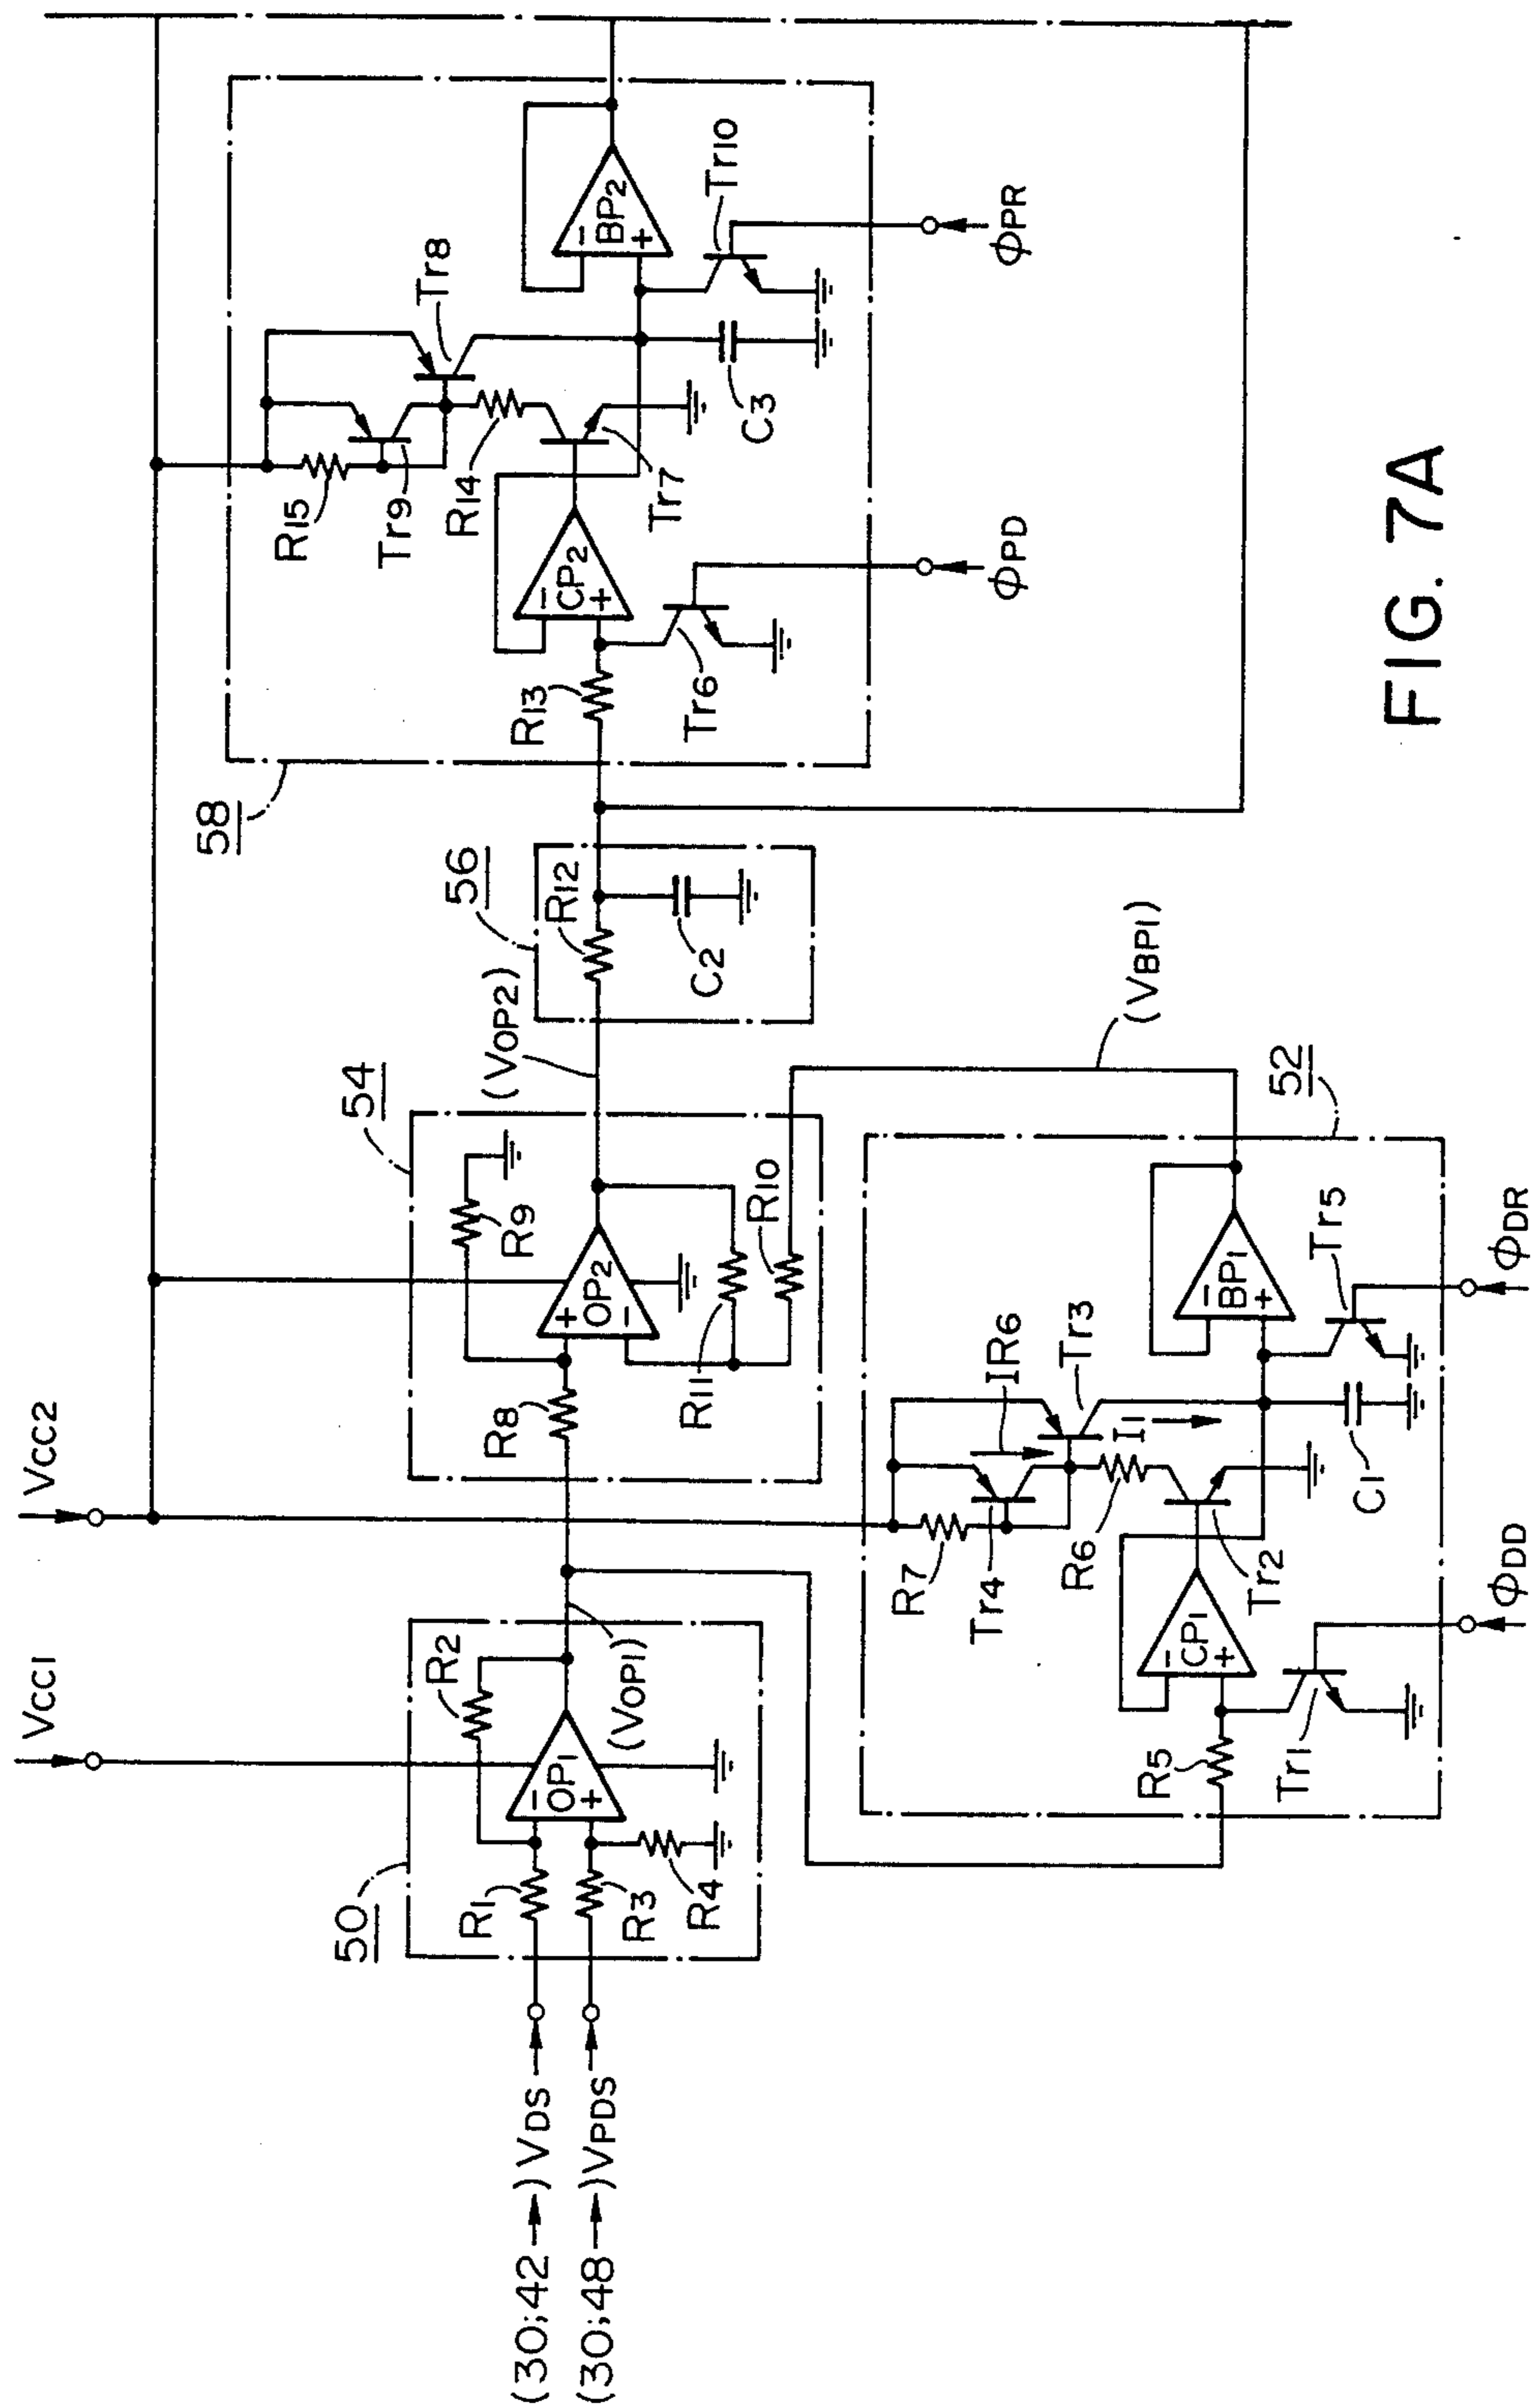 VCC1
VCC2
50
R1
R2
R3
R4
-
OP1
+
(VOP1)
(30;42→)VDS
(30;48→)VPDS
54
R8
R9
+
OP2
-
R11
R10
(VOP2)
56
R12
C2
58
R13
R15
Tr9
R14
Tr8
-
CP2
+
Tr7
Tr6
C3
-
BP2
+
Tr10
ϕPD
ϕPR
52
(VBP1)
R5
R7
Tr4
R6
IR6
Tr3
I1
-
CP1
+
Tr2
Tr1
C1
-
BP1
+
Tr5
ϕDD
ϕDR
FIG. 7A